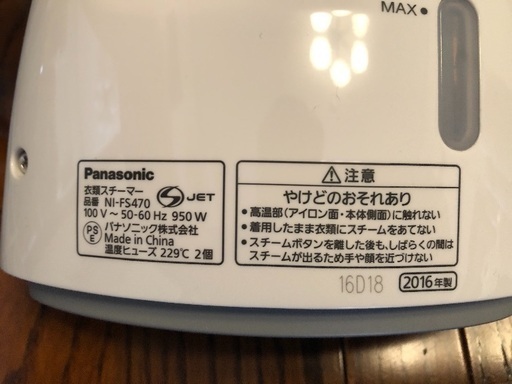 MAX
Panasonic
衣類スチーマー
品番 NI-FS470
S JET
100 V ~ 50-60 Hz 950 W
PS E パナソニック株式会社
Made in China
温度ヒューズ 229℃ 2個
⚠注意
やけどのおそれあり
•高温部(アイロン面・本体側面)に触れない
•着用したまま衣類にスチームをあてない
•スチームボタンを離した後も、しばらくの間は
スチームが出るため手や顔を近づけない
16D18
2016年製